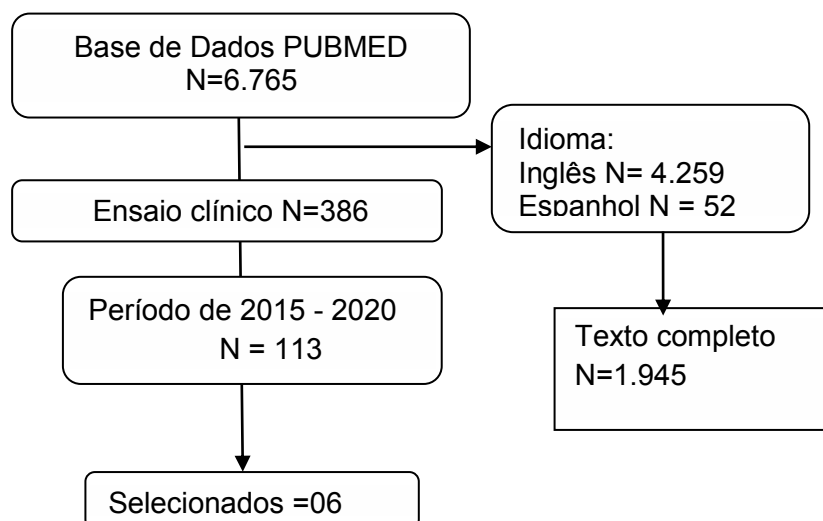 Base de Dados PUBMED
N=6.765
Idioma:
Inglês N= 4.259
Espanhol N = 52
Ensaio clínico N=386
Período de 2015 - 2020
N = 113
Texto completo
N=1.945
Selecionados =06